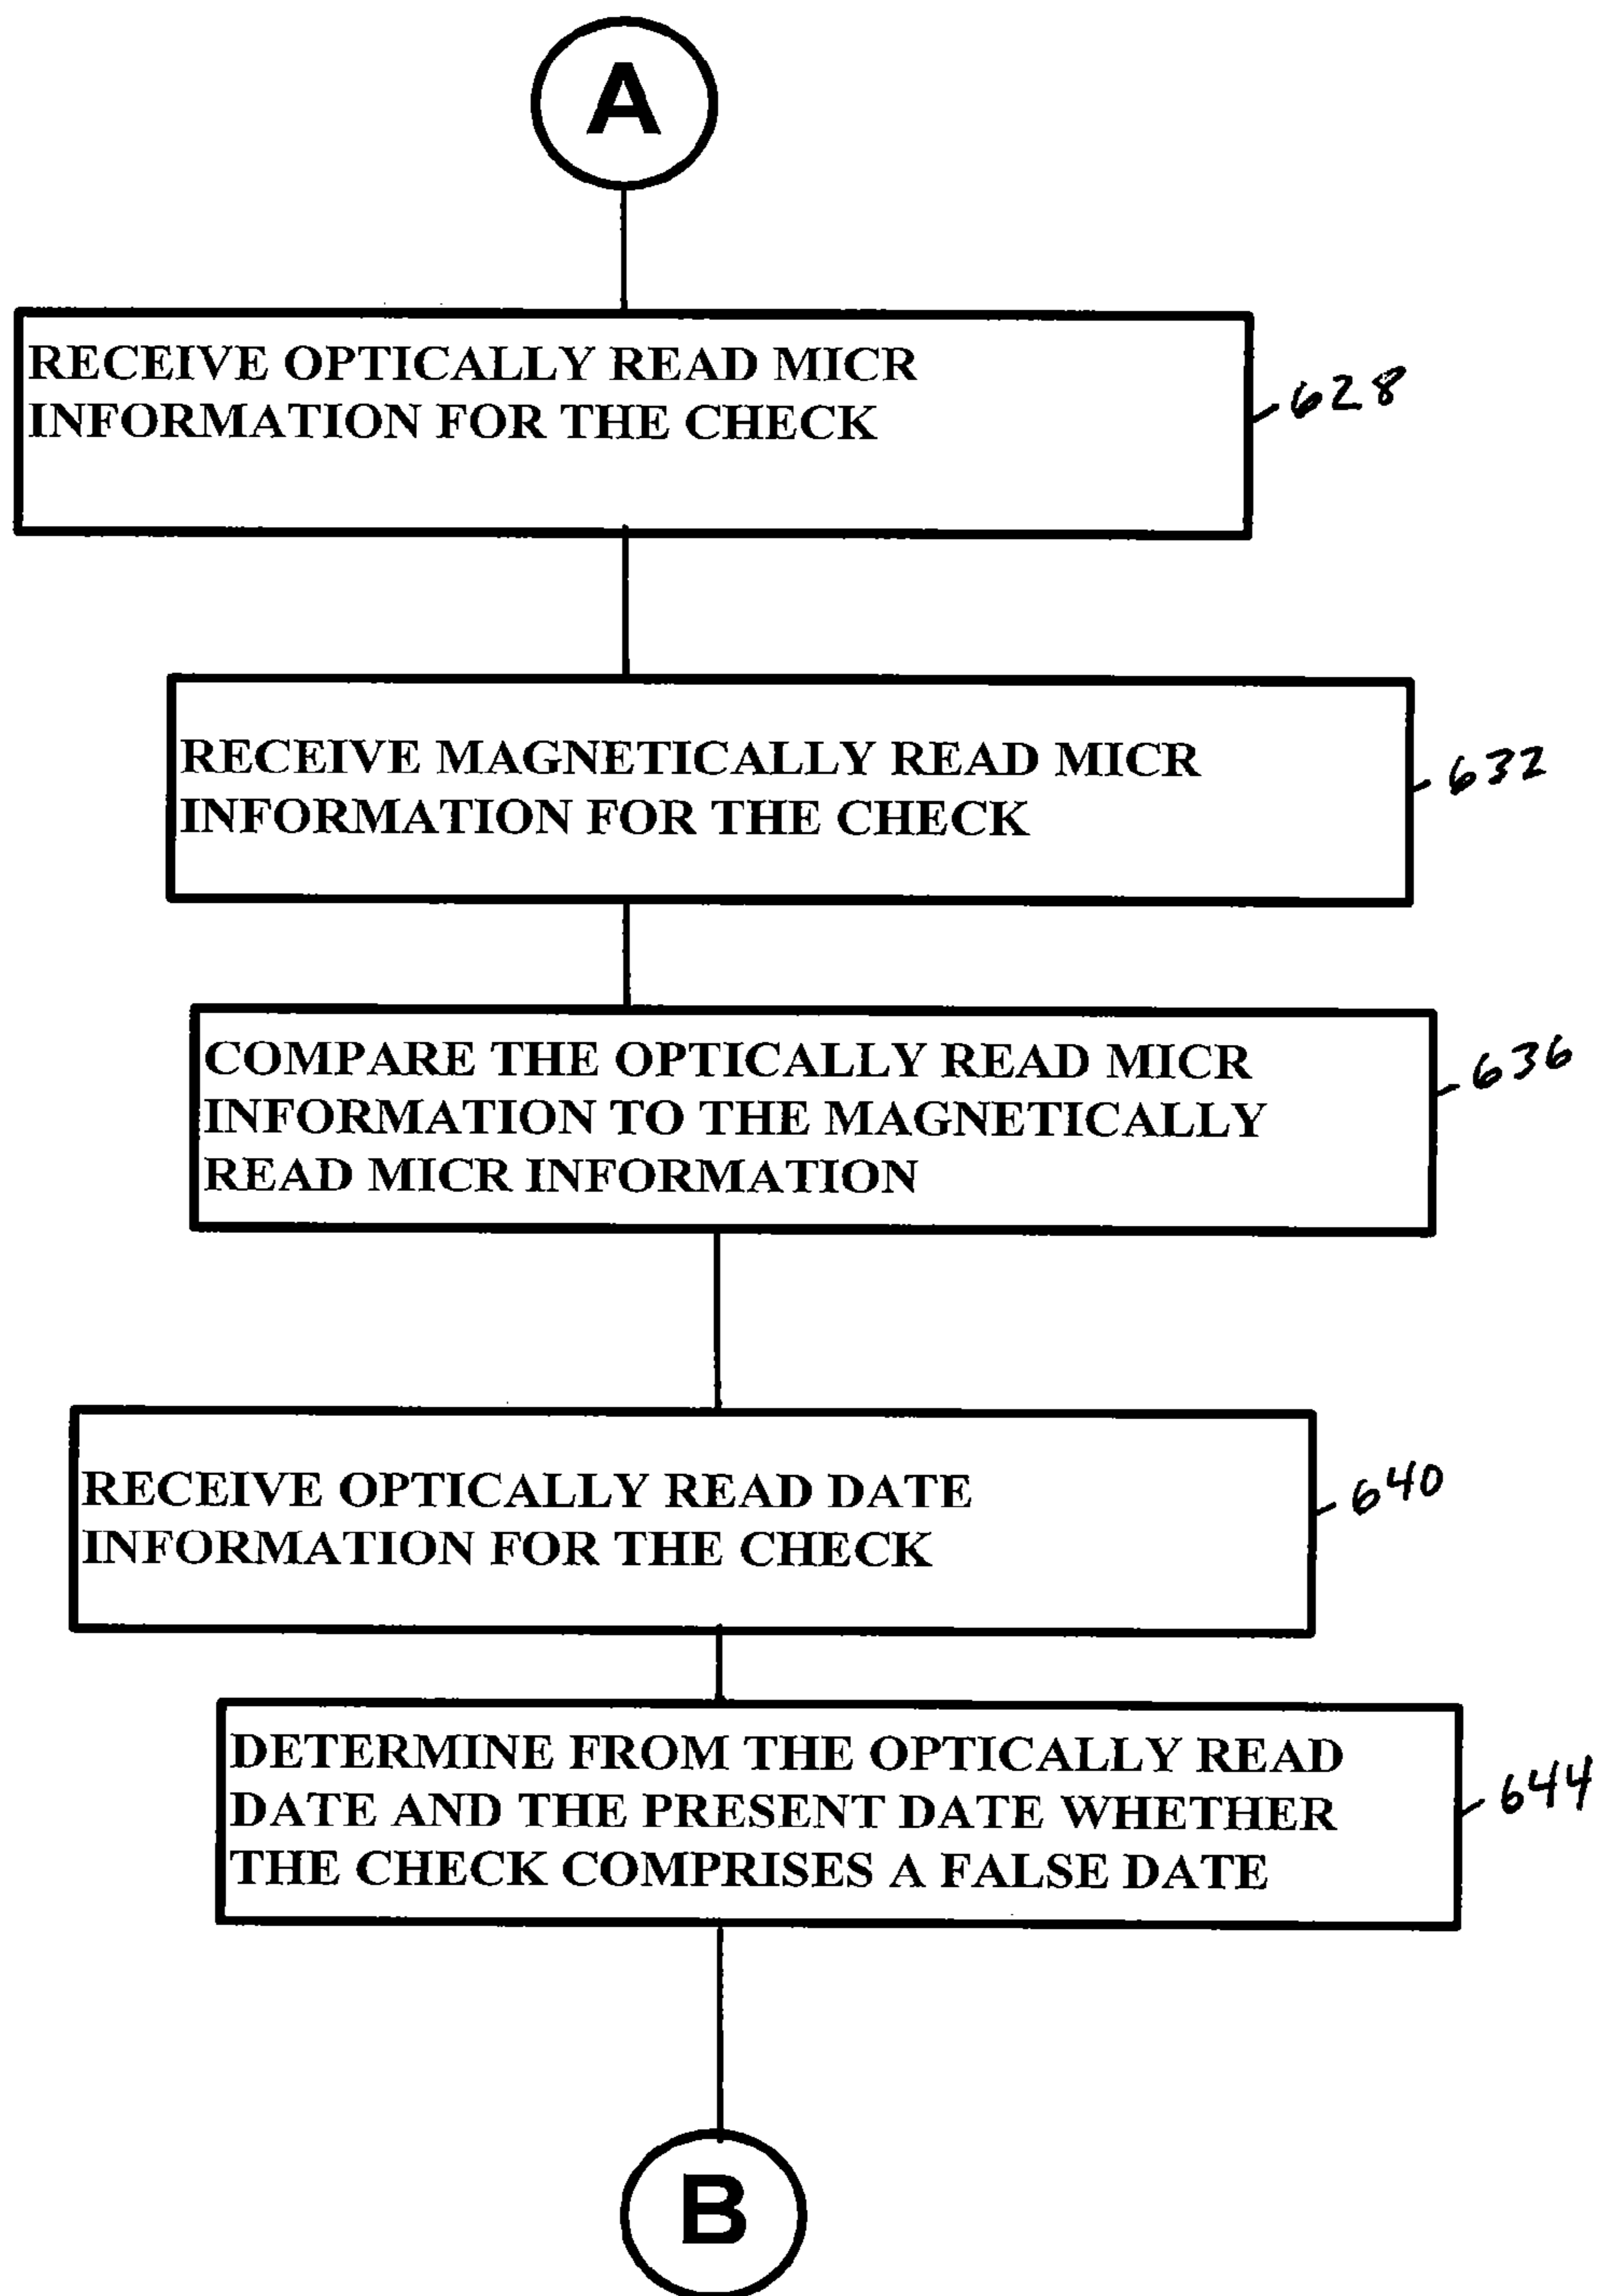 A
RECEIVE OPTICALLY READ MICR
INFORMATION FOR THE CHECK
628
RECEIVE MAGNETICALLY READ MICR
INFORMATION FOR THE CHECK
632
COMPARE THE OPTICALLY READ MICR
INFORMATION TO THE MAGNETICALLY
READ MICR INFORMATION
636
RECEIVE OPTICALLY READ DATE
INFORMATION FOR THE CHECK
640
DETERMINE FROM THE OPTICALLY READ
DATE AND THE PRESENT DATE WHETHER
THE CHECK COMPRISES A FALSE DATE
644
B